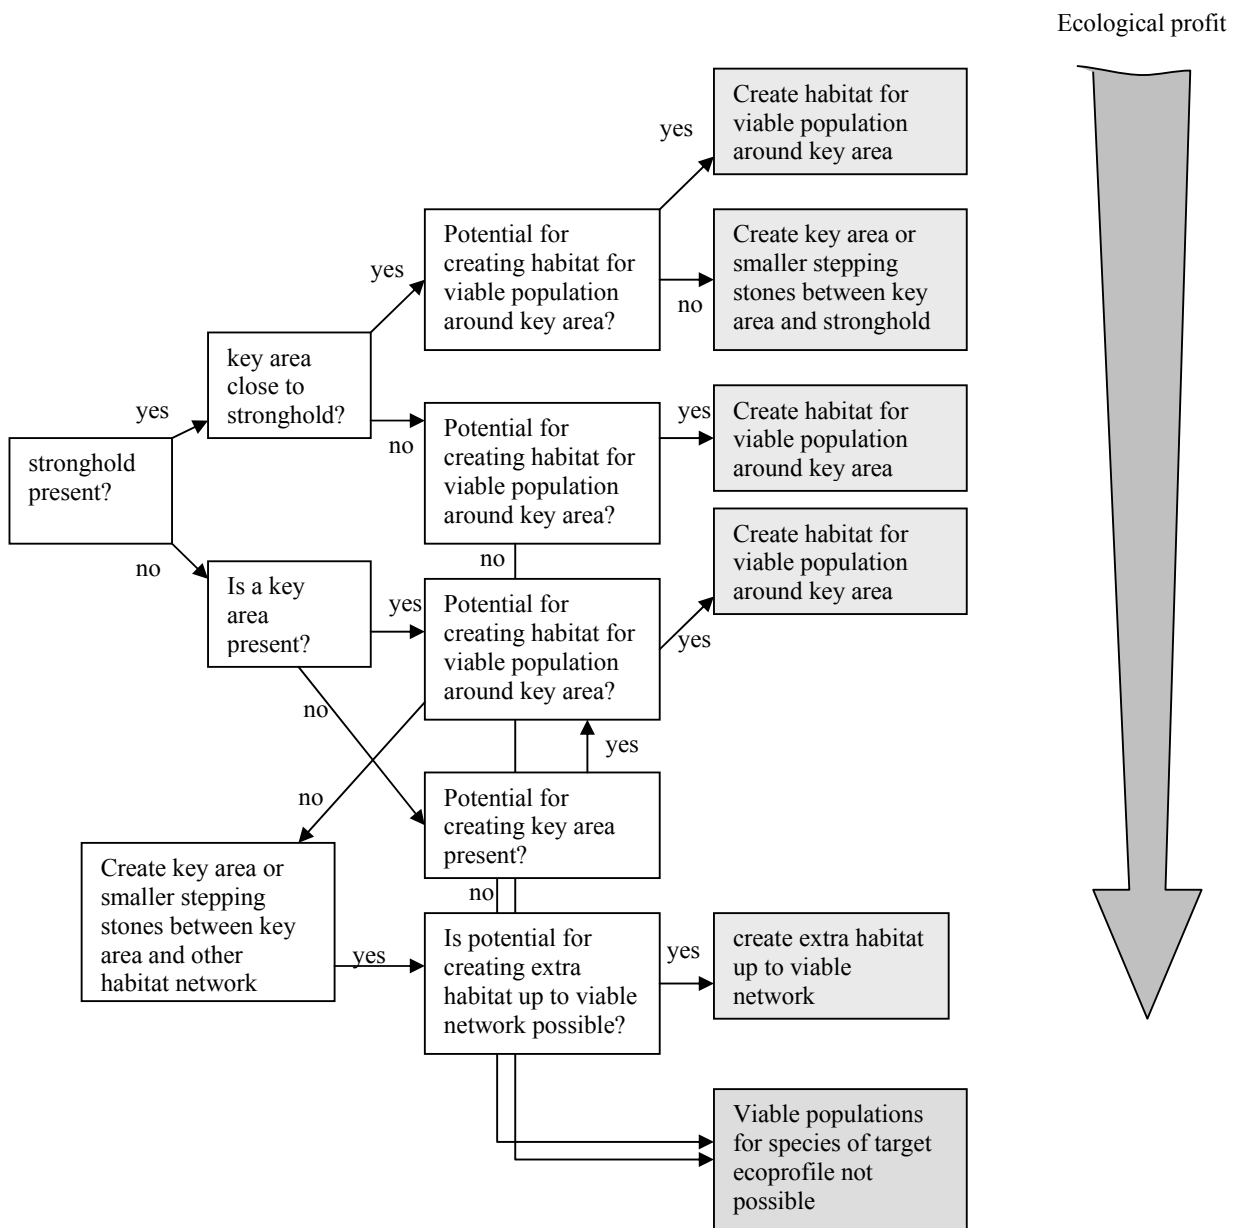 Ecological profit
Create habitat for
viable population
around key area
yes
Potential for
creating habitat for
viable population
around key area?
yes
Create key area or
smaller stepping
stones between key
area and stronghold
no
key area
close to
stronghold?
yes
no
Potential for
creating habitat for
viable population
around key area?
yes
Create habitat for
viable population
around key area
stronghold
present?
no
no
Create habitat for
viable population
around key area
Is a key
area
present?
yes
Potential for
creating habitat for
viable population
around key area?
yes
no
yes
no
Potential for
creating key area
present?
no
Create key area or
smaller stepping
stones between key
area and other
habitat network
yes
Is potential for
creating extra
habitat up to viable
network possible?
yes
create extra habitat
up to viable
network
Viable populations
for species of target
ecoprofile not
possible